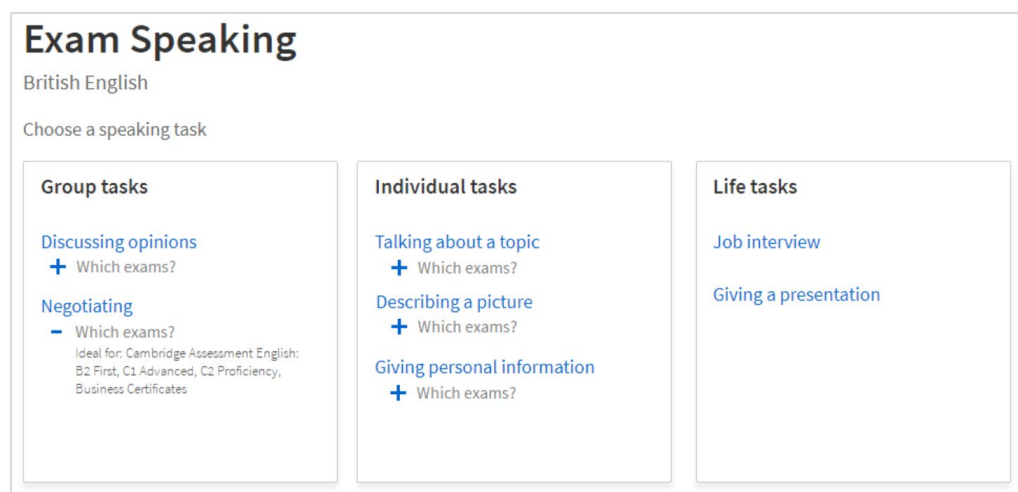 Exam Speaking
British English
Choose a speaking task
Group tasks
Discussing opinions
+ Which exams?
Negotiating
− Which exams?
Ideal for: Cambridge Assessment English:
B2 First, C1 Advanced, C2 Proficiency,
Business Certificates
Individual tasks
Talking about a topic
+ Which exams?
Describing a picture
+ Which exams?
Giving personal information
+ Which exams?
Life tasks
Job interview
Giving a presentation